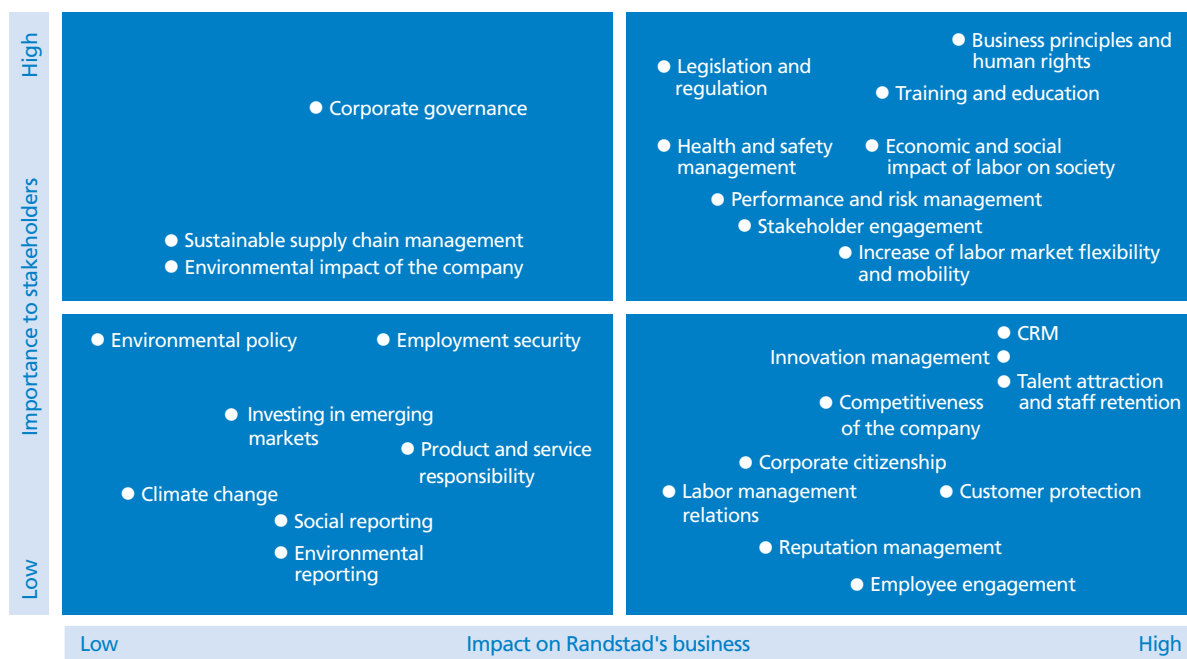 High
Importance to stakeholders
Low
Corporate governance
Sustainable supply chain management
Environmental impact of the company
Business principles and
human rights
Legislation and
regulation
Training and education
Health and safety
management
Economic and social
impact of labor on society
Performance and risk management
Stakeholder engagement
Increase of labor market flexibility
and mobility
Environmental policy
Employment security
Investing in emerging
markets
Product and service
responsibility
Climate change
Social reporting
Environmental
reporting
CRM
Innovation management
Talent attraction
and staff retention
Competitiveness
of the company
Corporate citizenship
Labor management
relations
Customer protection
Reputation management
Employee engagement
Low
Impact on Randstad's business
High